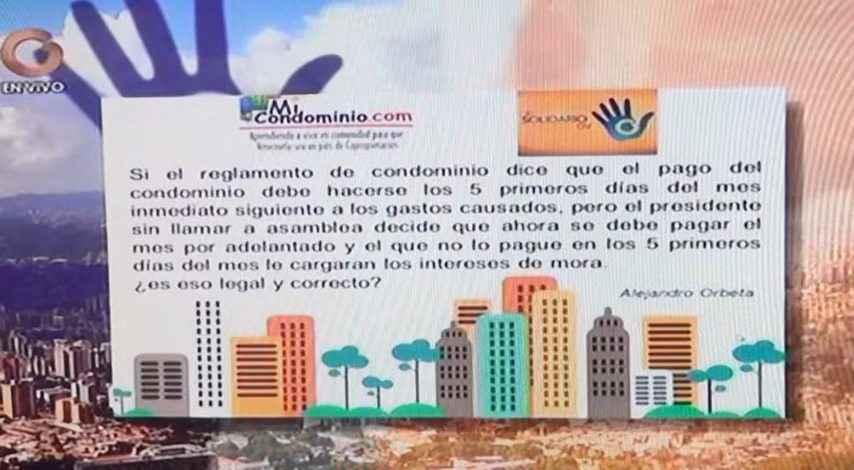 EN VIVO
Mi
Condominio.com
Aprendiendo a vivir en comunidad para que
Venezuela sea un país de Copropietarios
SOLIDARIO
Si el reglamento de condominio dice que el pago del
condominio debe hacerse los 5 primeros días del mes
inmediato siguiente a los gastos causados, pero el presidente
sin llamar a asamblea decide que ahora se debe pagar el
mes por adelantado y el que no lo pague en los 5 primeros
días del mes le cargaran los intereses de mora.
¿es eso legal y correcto?
Alejandro Orbeta